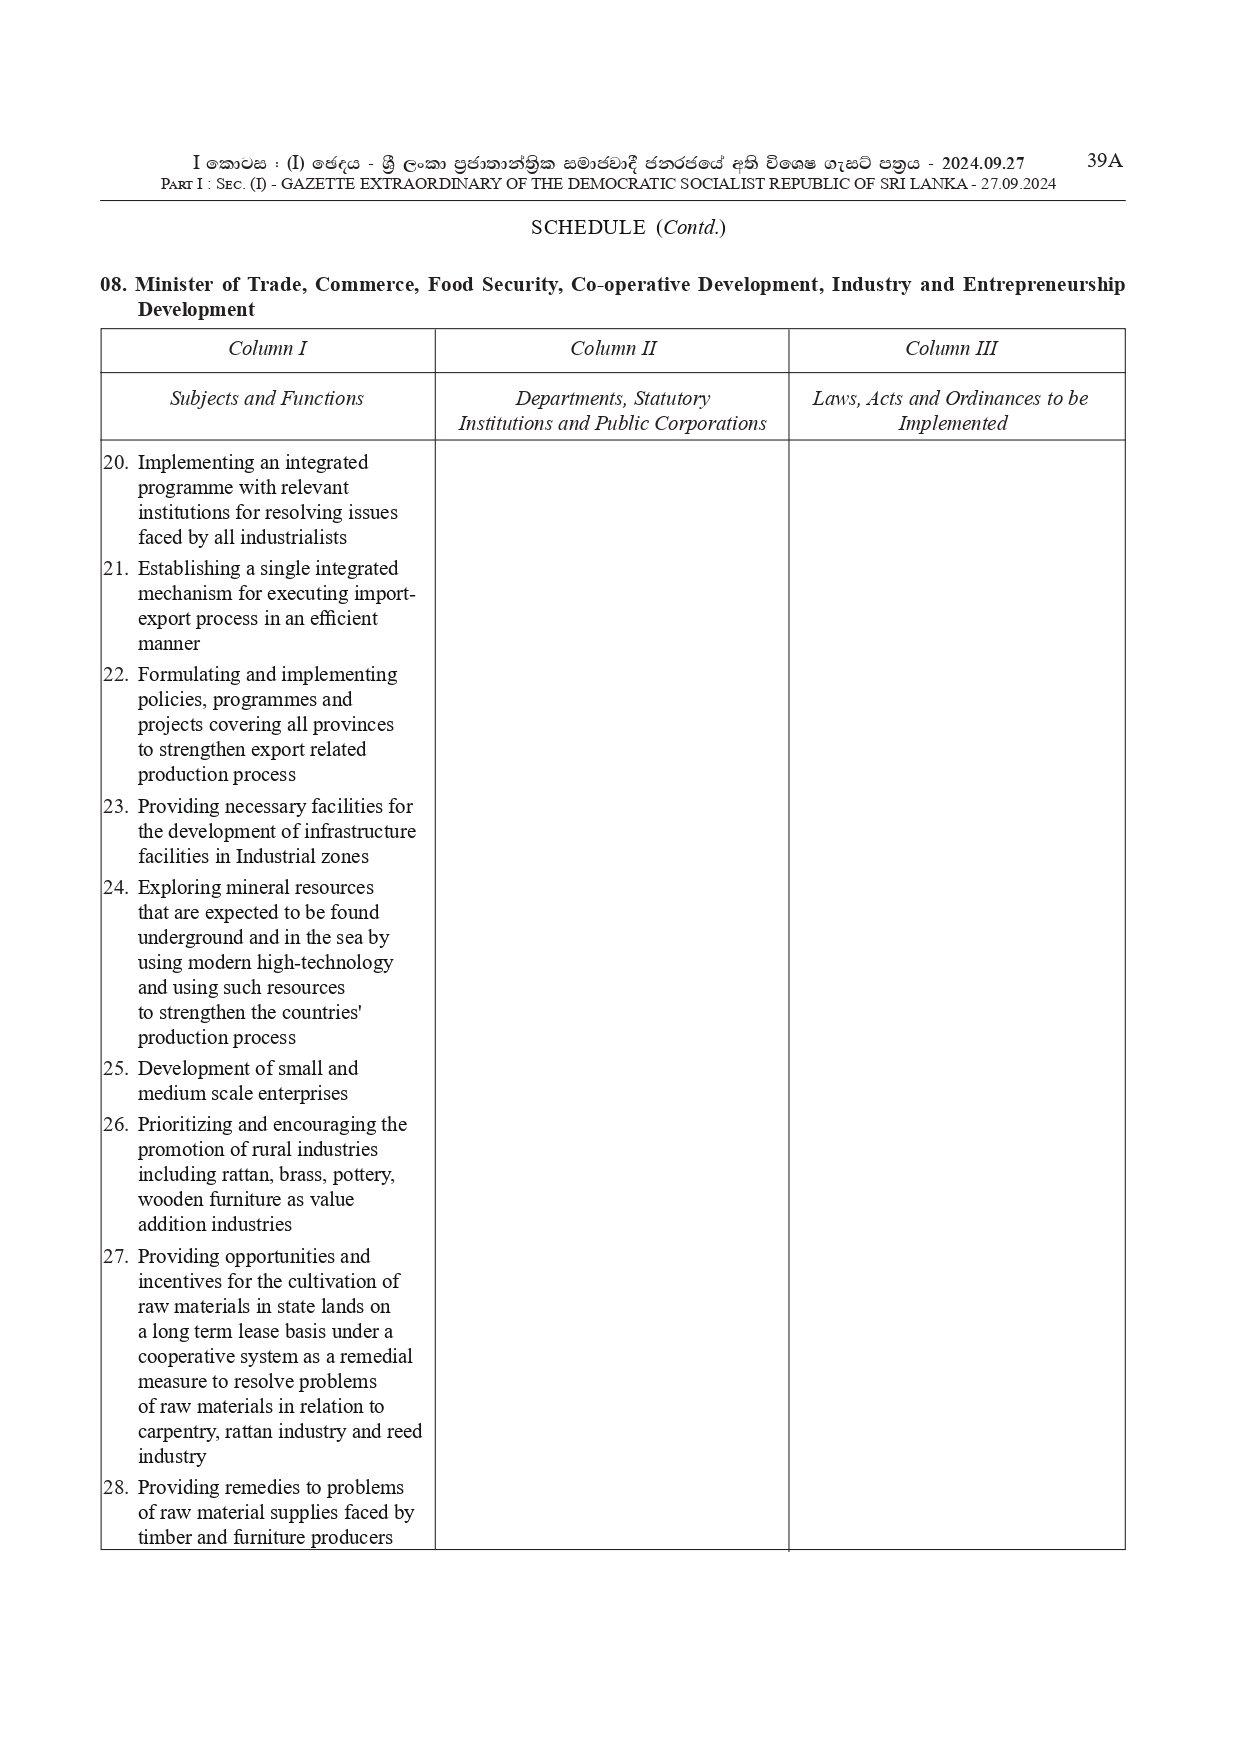 I කොටස : (I) ඡෙදය - ශ්‍රී ලංකා ප්‍රජාතාන්ත්‍රික සමාජවාදී ජනරජයේ අති විශෙෂ ගැසට් පත්‍රය - 2024.09.27 39A
PART I : SEC. (I) - GAZETTE EXTRAORDINARY OF THE DEMOCRATIC SOCIALIST REPUBLIC OF SRI LANKA - 27.09.2024
SCHEDULE (Contd.)
08. Minister of Trade, Commerce, Food Security, Co-operative Development, Industry and Entrepreneurship
Development
Column I Column II Column III
Subjects and Functions Departments, Statutory Laws, Acts and Ordinances to be
Institutions and Public Corporations Implemented
20. Implementing an integrated
programme with relevant
institutions for resolving issues
faced by all industrialists
21. Establishing a single integrated
mechanism for executing import-
export process in an efficient
manner
22. Formulating and implementing
policies, programmes and
projects covering all provinces
to strengthen export related
production process
23. Providing necessary facilities for
the development of infrastructure
facilities in Industrial zones
24. Exploring mineral resources
that are expected to be found
underground and in the sea by
using modern high-technology
and using such resources
to strengthen the countries'
production process
25. Development of small and
medium scale enterprises
26. Prioritizing and encouraging the
promotion of rural industries
including rattan, brass, pottery,
wooden furniture as value
addition industries
27. Providing opportunities and
incentives for the cultivation of
raw materials in state lands on
a long term lease basis under a
cooperative system as a remedial
measure to resolve problems
of raw materials in relation to
carpentry, rattan industry and reed
industry
28. Providing remedies to problems
of raw material supplies faced by
timber and furniture producers